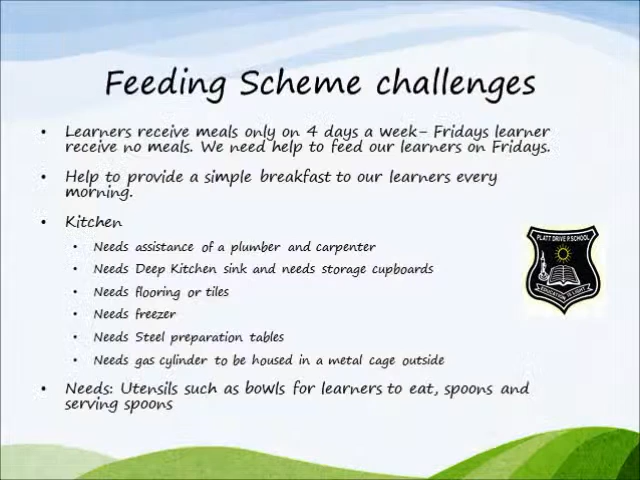 Feeding Scheme challenges
• Learners receive meals only on 4 days a week– Fridays learner
receive no meals. We need help to feed our learners on Fridays.
• Help to provide a simple breakfast to our learners every
morning.
• Kitchen
• Needs assistance of a plumber and carpenter
• Needs Deep Kitchen sink and needs storage cupboards
• Needs flooring or tiles
• Needs freezer
• Needs Steel preparation tables
• Needs gas cylinder to be housed in a metal cage outside
• Needs: Utensils such as bowls for learners to eat, spoons and
serving spoons
PLATT DRIVE P. SCHOOL
EDUCATION IS LIGHT